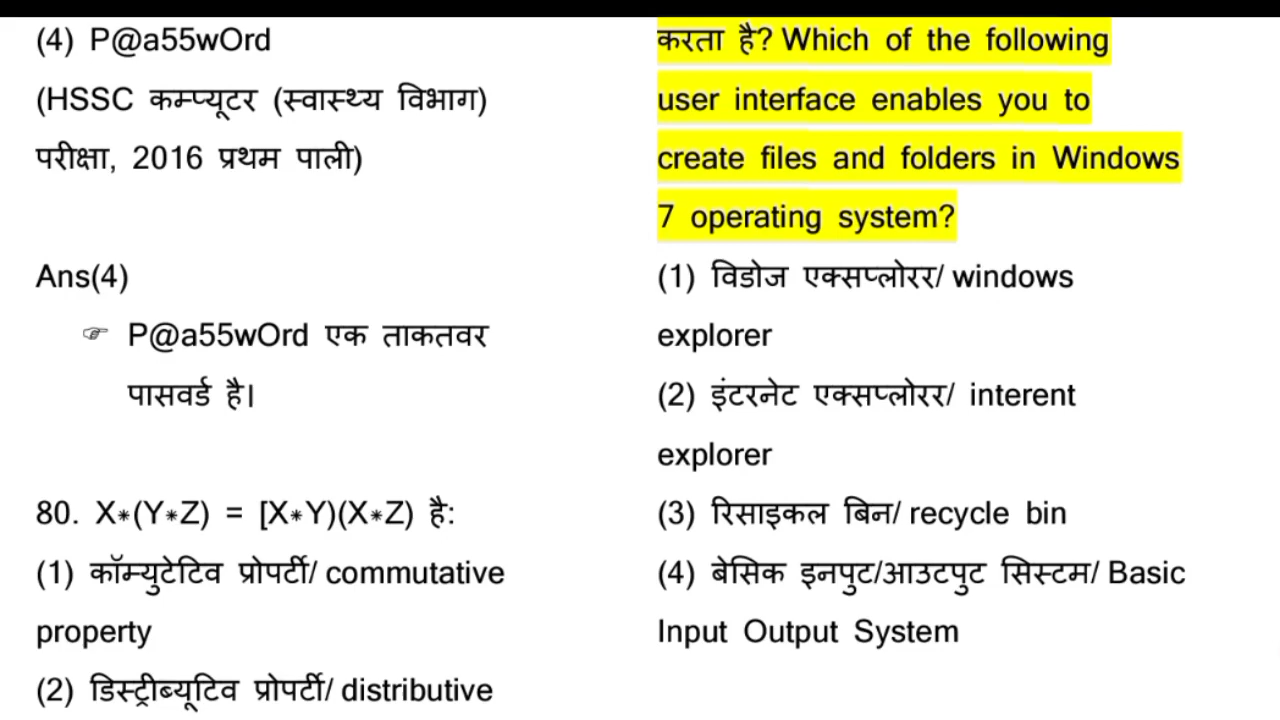 (4) P@a55wOrd
(HSSC कम्प्यूटर (स्वास्थ्य विभाग)
परीक्षा, 2016 प्रथम पाली)
Ans(4)
☞ P@a55wOrd एक ताकतवर
पासवर्ड है।
80. X*(Y*Z) = [X*Y)(X*Z) है:
(1) कॉम्युटेटिव प्रोपर्टी/ commutative
property
(2) डिस्ट्रीब्यूटिव प्रोपर्टी/ distributive
करता है? Which of the following
user interface enables you to
create files and folders in Windows
7 operating system?
(1) विडोज एक्सप्लोरर/ windows
explorer
(2) इंटरनेट एक्सप्लोरर/ interent
explorer
(3) रिसाइकल बिन/ recycle bin
(4) बेसिक इनपुट/आउटपुट सिस्टम/ Basic
Input Output System